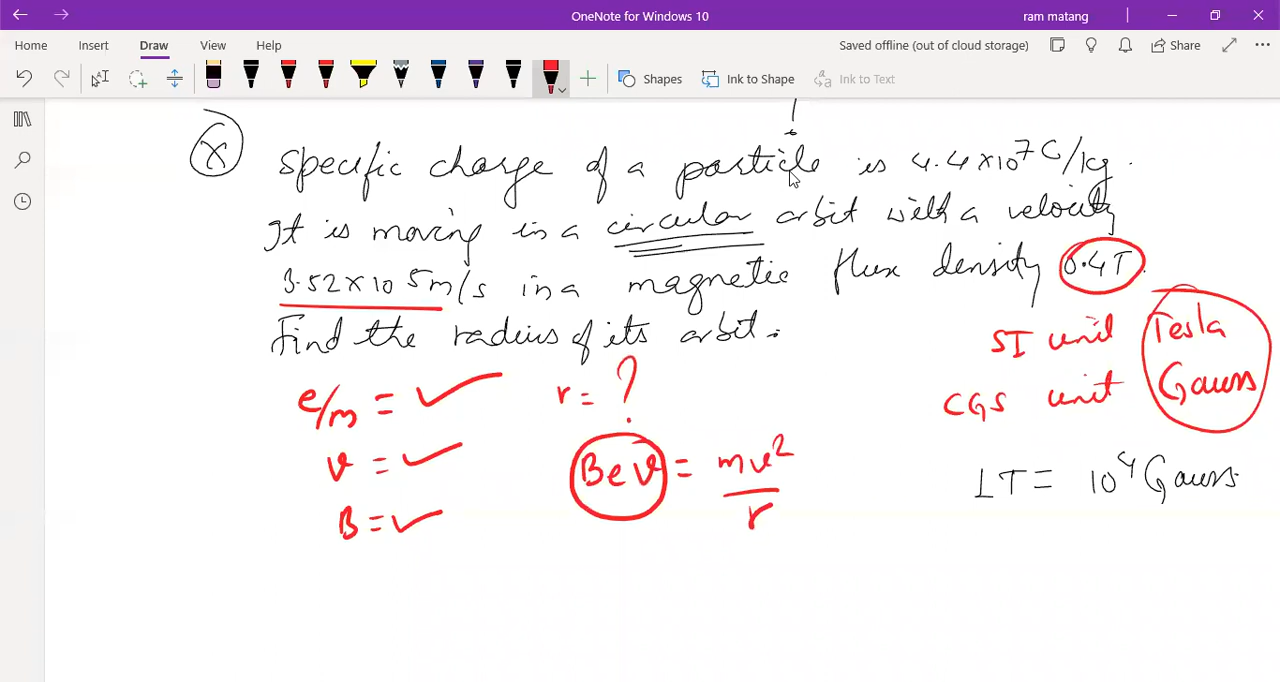 OneNote for Windows 10
ram matang
Home Insert Draw View Help
Saved offline (out of cloud storage)
Share
Shapes
Ink to Shape
Ink to Text
(x) Specific charge of a particle is 4.4×10⁷ C/kg.
It is moving in a circular orbit with a velocity
3.52×10 5 m/s in a magnetic flux density 0.4T.
Find the radius of its orbit.
SI unit Tesla
CGS unit Gauss
e/m = ✓
r = ?
v = ✓
Bev = mv²/r
1T = 10⁴ Gauss
B = ✓